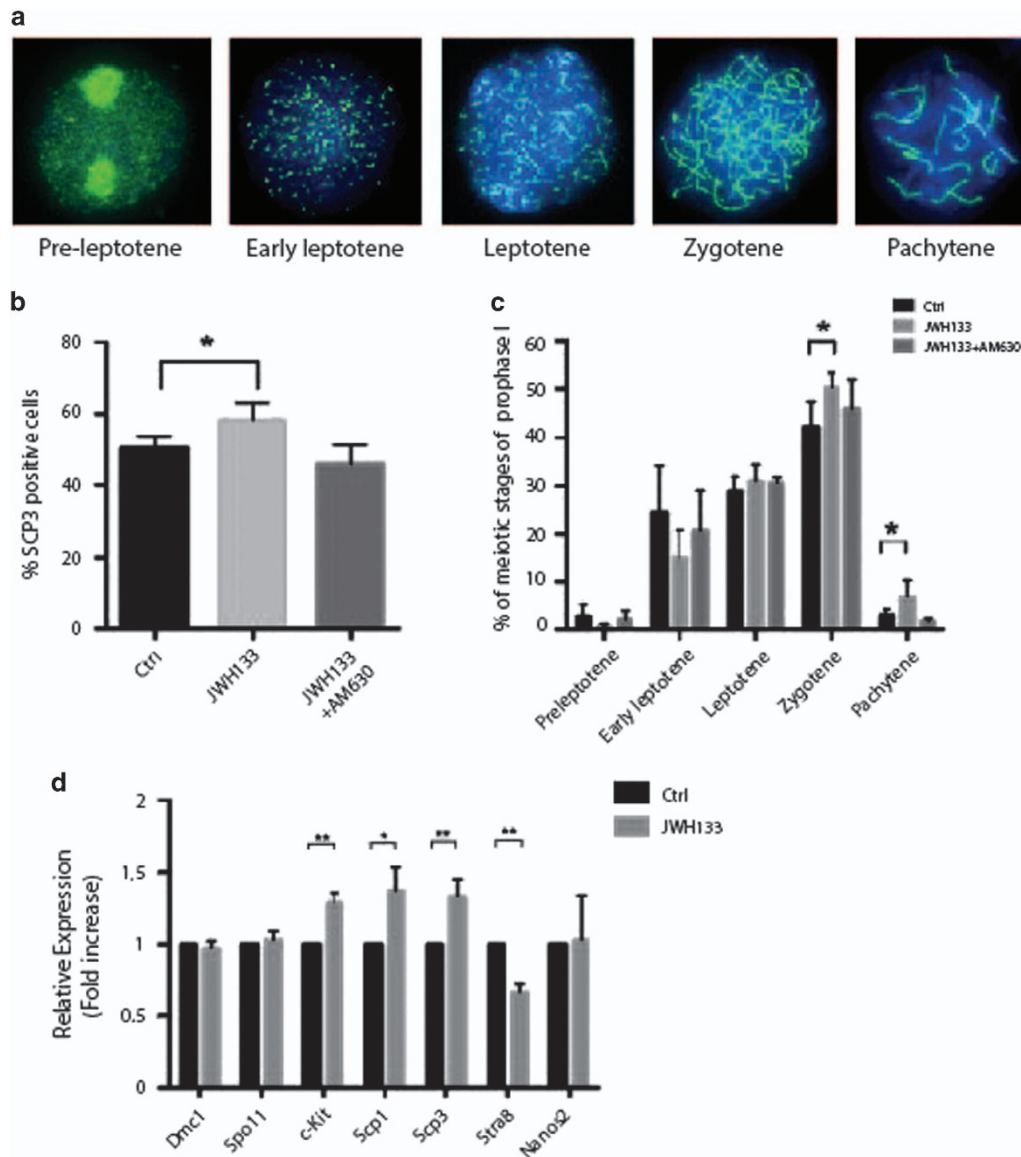 a
Pre-leptotene
Early leptotene
Leptotene
Zygotene
Pachytene
b
80
60
40
20
0
% SCP3 positive cells
*
Ctrl
JWH133
JWH133
+AM630
c
Ctrl
JWH133
JWH133+AM630
60
50
40
30
20
10
0
% of meiotic stages of prophase I
*
*
Preleptotene
Early leptotene
Leptotene
Zygotene
Pachytene
d
Ctrl
JWH133
2
1.5
1
0.5
0
Relative Expression
(Fold increase)
**
*
**
**
Dmc1
Spo11
c-Kit
Scp1
Scp3
Stra8
Nanos2